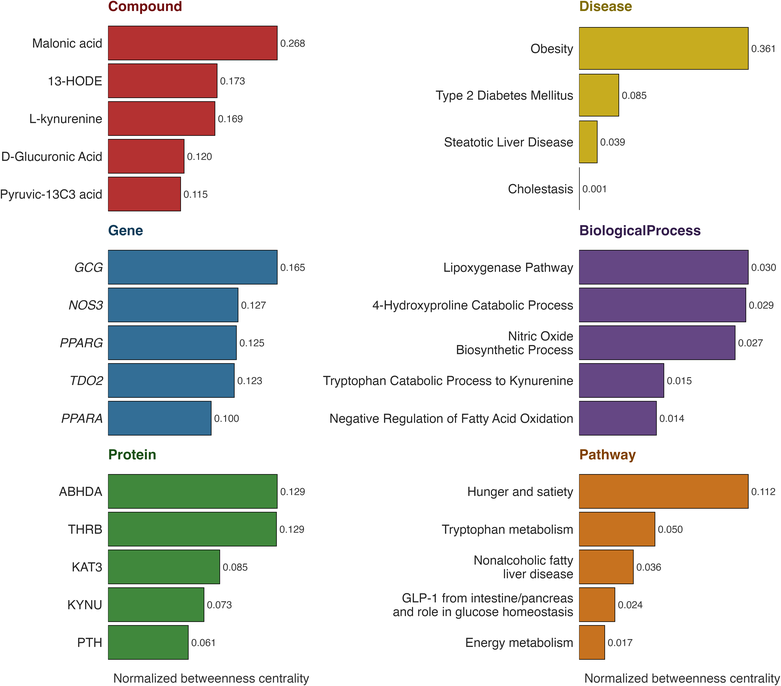 Compound
Malonic acid 0.268
13-HODE 0.173
L-kynurenine 0.169
D-Glucuronic Acid 0.120
Pyruvic-13C3 acid 0.115
Disease
Obesity 0.361
Type 2 Diabetes Mellitus 0.085
Steatotic Liver Disease 0.039
Cholestasis 0.001
Gene
GCG 0.165
NOS3 0.127
PPARG 0.125
TDO2 0.123
PPARA 0.100
BiologicalProcess
Lipoxygenase Pathway 0.030
4-Hydroxyproline Catabolic Process 0.029
Nitric Oxide
Biosynthetic Process 0.027
Tryptophan Catabolic Process to Kynurenine 0.015
Negative Regulation of Fatty Acid Oxidation 0.014
Protein
ABHDA 0.129
THRB 0.129
KAT3 0.085
KYNU 0.073
PTH 0.061
Normalized betweenness centrality
Pathway
Hunger and satiety 0.112
Tryptophan metabolism 0.050
Nonalcoholic fatty
liver disease 0.036
GLP-1 from intestine/pancreas
and role in glucose homeostasis 0.024
Energy metabolism 0.017
Normalized betweenness centrality